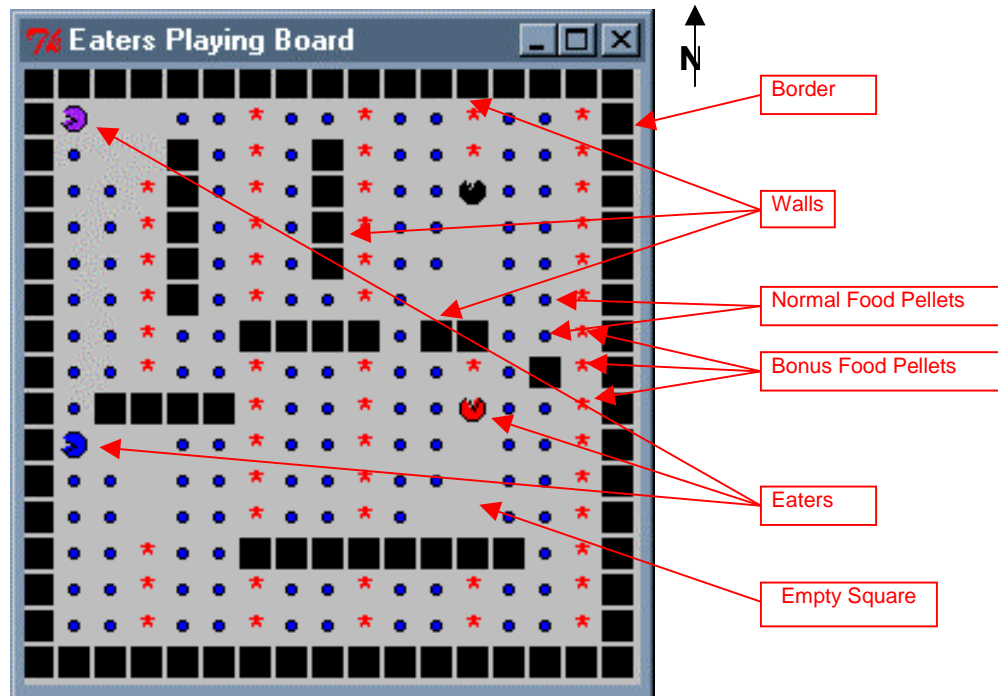 Eaters Playing Board
N
Border
Walls
Normal Food Pellets
Bonus Food Pellets
Eaters
Empty Square